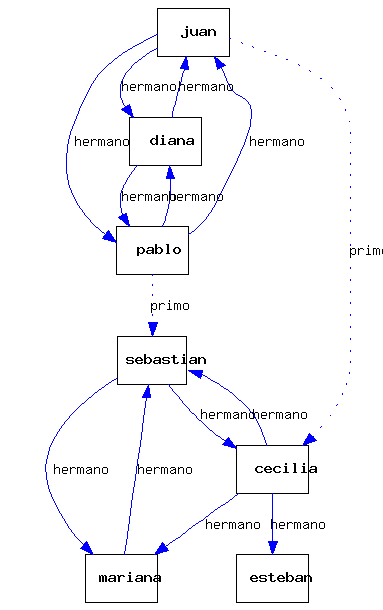 juan
hermano hermano
diana
hermano hermano
hermano hermano
pablo
primo
primo
sebastian
hermano hermano
hermano hermano
cecilia
hermano hermano
mariana
esteban